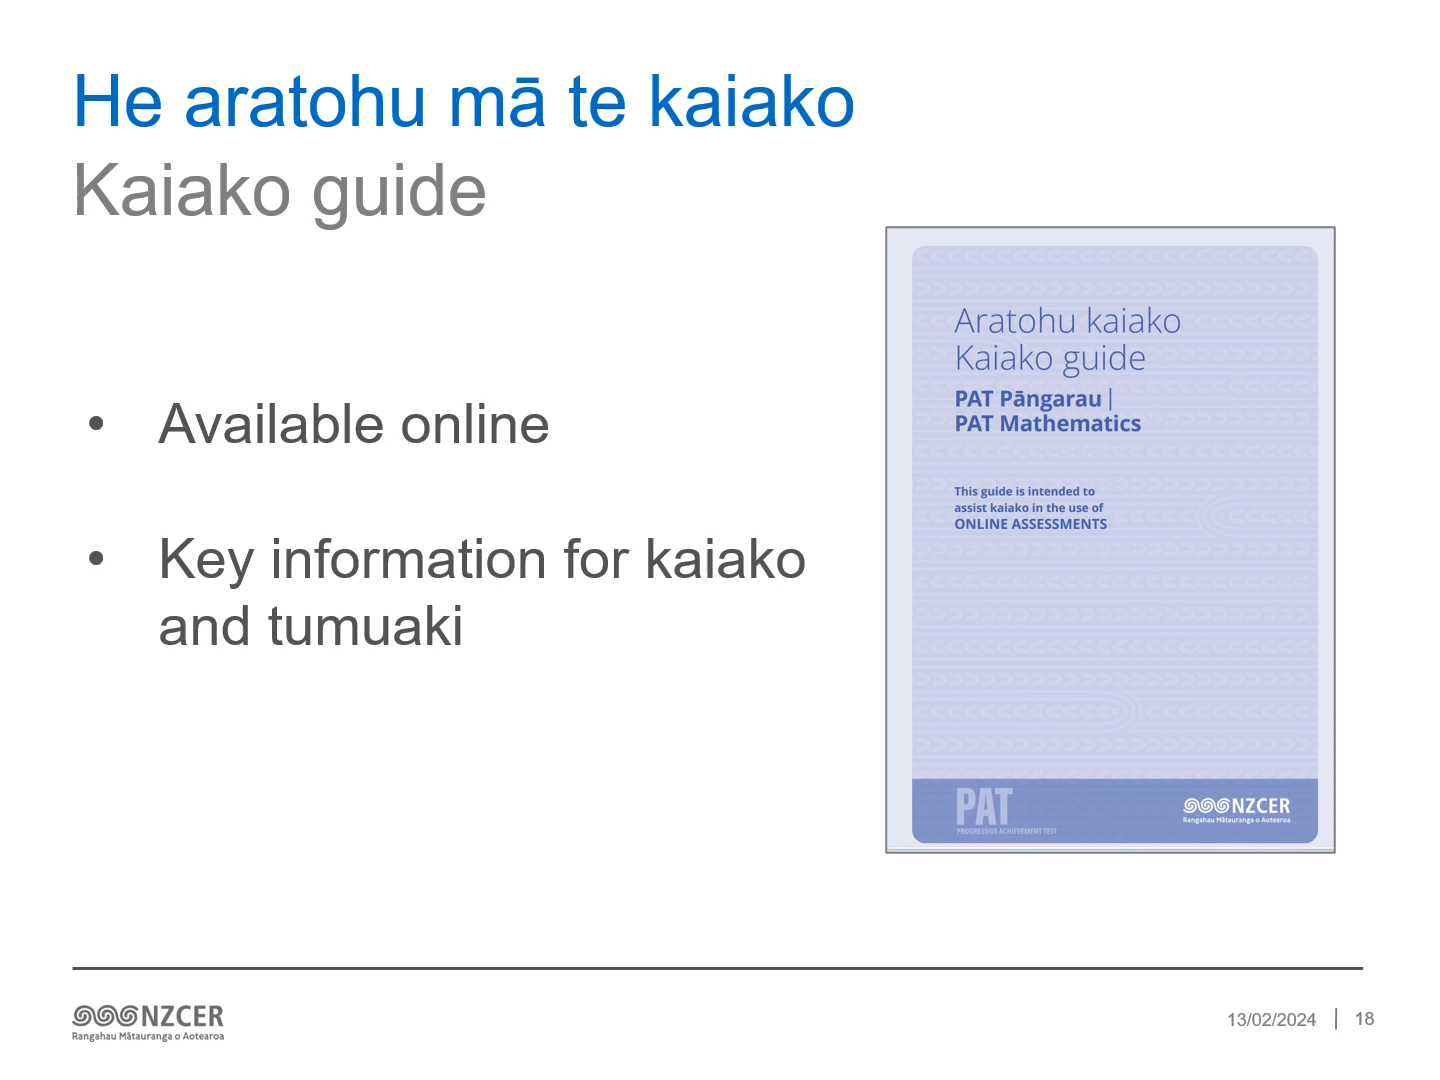 He aratohu mā te kaiako
Kaiako guide
• Available online
• Key information for kaiako
and tumuaki
Aratohu kaiako
Kaiako guide
PAT Pāngarau |
PAT Mathematics
This guide is intended to
assist kaiako in the use of
ONLINE ASSESSMENTS
PAT
PROGRESSIVE ACHIEVEMENT TEST
NZCER
Rangahau Mātauranga o Aotearoa
NZCER
Rangahau Mātauranga o Aotearoa
13/02/2024 | 18